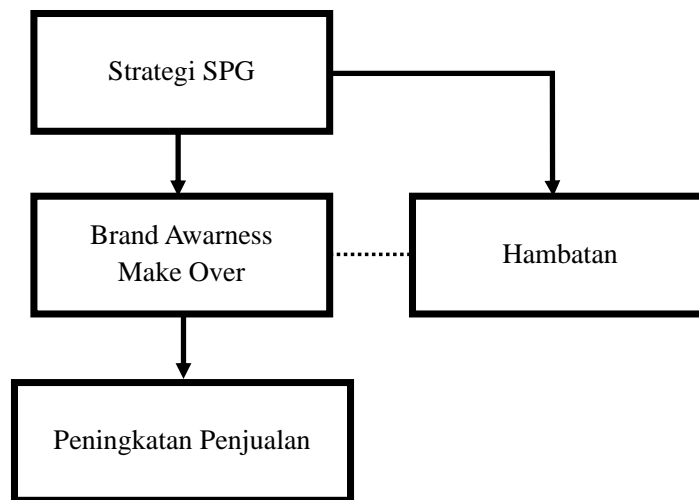 Strategi SPG
Brand Awarness
Make Over
Hambatan
Peningkatan Penjualan